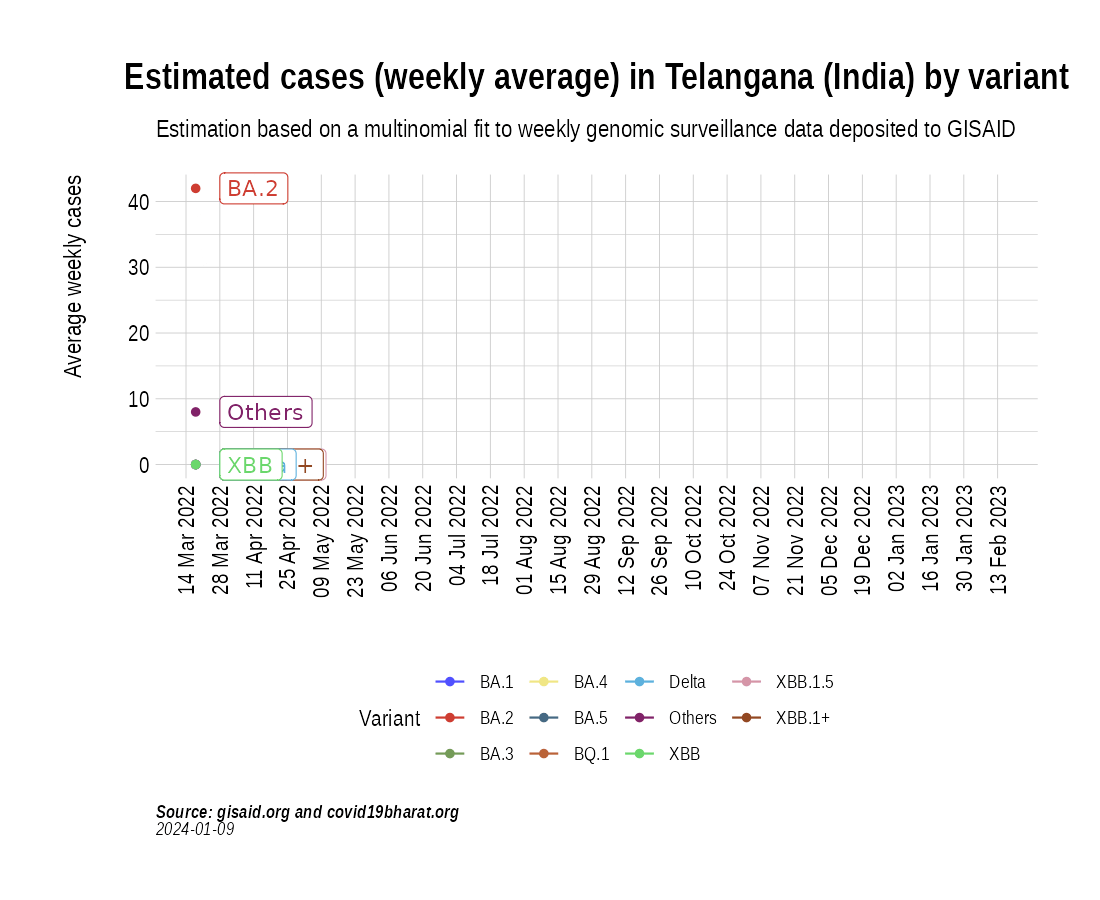 Estimated cases (weekly average) in Telangana (India) by variant
Estimation based on a multinomial fit to weekly genomic surveillance data deposited to GISAID
Average weekly cases
40
30
20
10
0
BA.2
Others
XBB
+
14 Mar 2022
28 Mar 2022
11 Apr 2022
25 Apr 2022
09 May 2022
23 May 2022
06 Jun 2022
20 Jun 2022
04 Jul 2022
18 Jul 2022
01 Aug 2022
15 Aug 2022
29 Aug 2022
12 Sep 2022
26 Sep 2022
10 Oct 2022
24 Oct 2022
07 Nov 2022
21 Nov 2022
05 Dec 2022
19 Dec 2022
02 Jan 2023
16 Jan 2023
30 Jan 2023
13 Feb 2023
Variant
BA.1
BA.2
BA.3
BA.4
BA.5
BQ.1
Delta
Others
XBB
XBB.1.5
XBB.1+
Source: gisaid.org and covid19bharat.org
2024-01-09